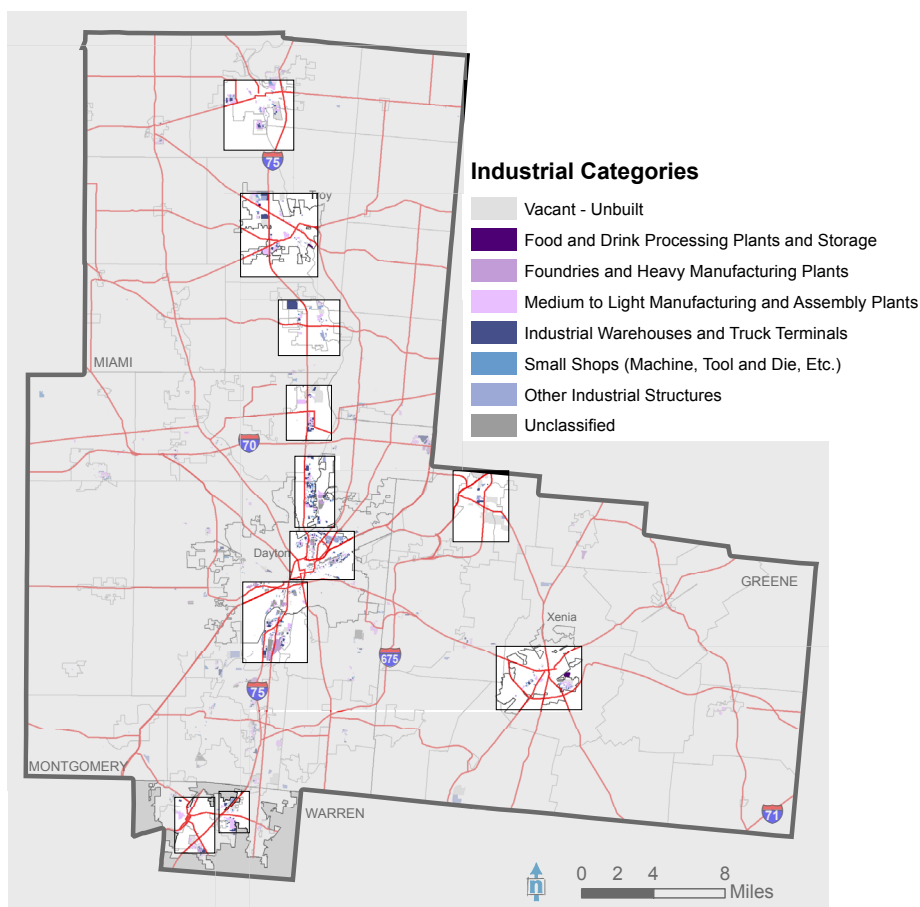 75
Troy
Industrial Categories
Vacant - Unbuilt
Food and Drink Processing Plants and Storage
Foundries and Heavy Manufacturing Plants
Medium to Light Manufacturing and Assembly Plants
Industrial Warehouses and Truck Terminals
Small Shops (Machine, Tool and Die, Etc.)
Other Industrial Structures
Unclassified
MIAMI
70
Dayton
GREENE
Xenia
675
75
MONTGOMERY
WARREN
71
n
0 2 4 8
Miles